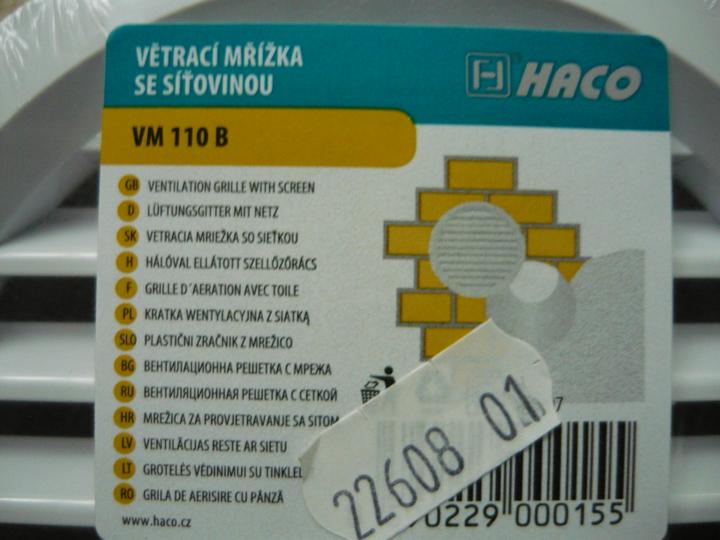 VĚTRACÍ MŘÍŽKA
SE SÍŤOVINOU
HACO
VM 110 B
GB VENTILATION GRILLE WITH SCREEN
D LÜFTUNGSGITTER MIT NETZ
SK VETRACIA MRIEŽKA SO SIEŤKOU
H HÁLÓVAL ELLÁTOTT SZELLŐZŐRÁCS
F GRILLE D´AERATION AVEC TOILE
PL KRATKA WENTYLACYJNA Z SIATKĄ
SLO PLASTIČNI ZRAČNIK Z MREŽICO
BG ВЕНТИЛАЦИОННА РЕШЕТКА С МРЕЖА
RU ВЕНТИЛЯЦИОННАЯ РЕШЕТКА С СЕТКОЙ
HR MREŽICA ZA PROVJETRAVANJE SA SITOM
LV VENTILĀCIJAS RESTE AR SIETU
LT GROTELĖS VĖDINIMUI SU TINKLEL
RO GRILA DE AERISIRE CU PÂNZĂ
www.haco.cz
22608 01
70229 000155